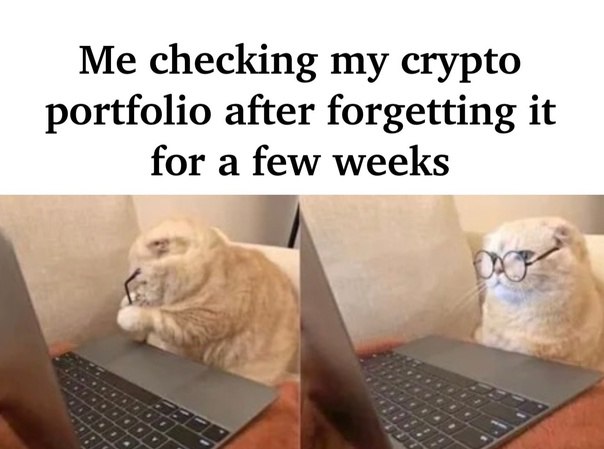 Me checking my crypto
portfolio after forgetting it
for a few weeks